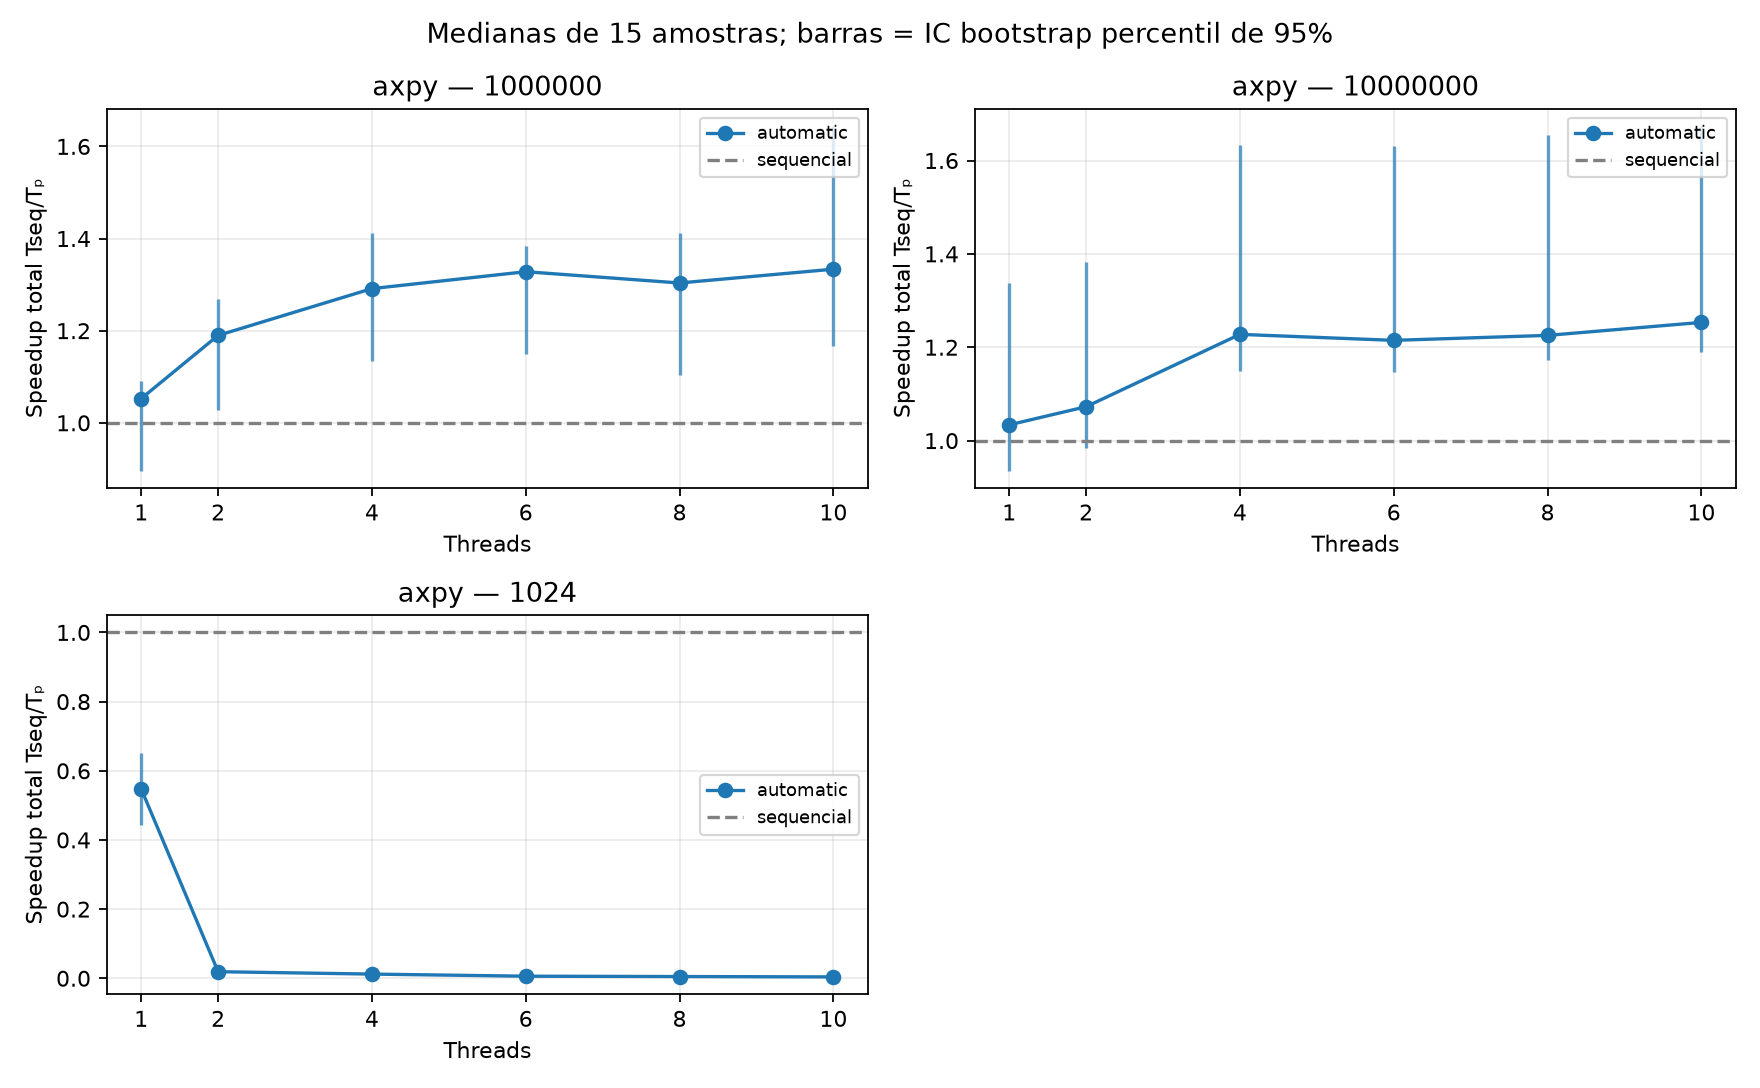 Medianas de 15 amostras; barras = IC bootstrap percentil de 95%
axpy — 1000000
Speedup total Tseq/Tₚ
1.6
1.4
1.2
1.0
automatic
sequencial
1 2 4 6 8 10
Threads
axpy — 10000000
Speedup total Tseq/Tₚ
1.6
1.4
1.2
1.0
automatic
sequencial
1 2 4 6 8 10
Threads
axpy — 1024
Speedup total Tseq/Tₚ
1.0
0.8
0.6
0.4
0.2
0.0
automatic
sequencial
1 2 4 6 8 10
Threads